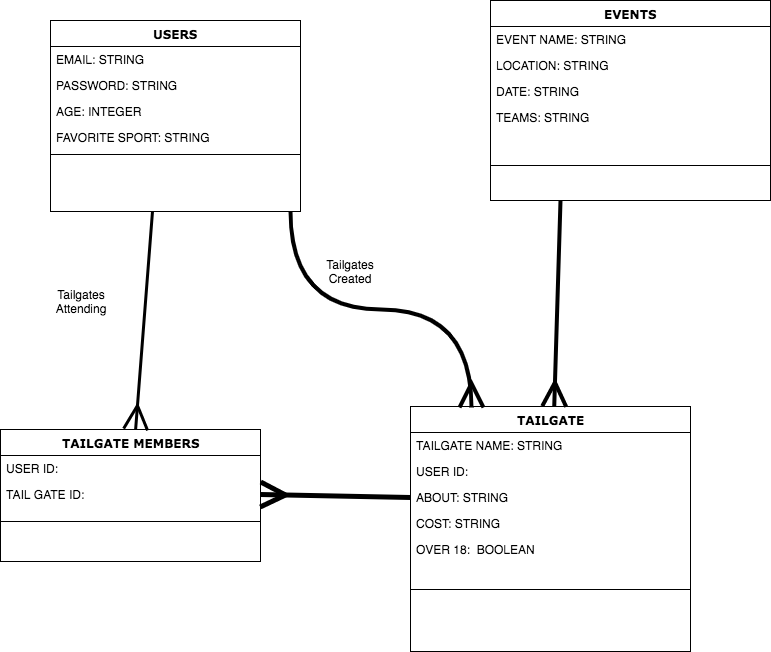 USERS
EMAIL: STRING
PASSWORD: STRING
AGE: INTEGER
FAVORITE SPORT: STRING
EVENTS
EVENT NAME: STRING
LOCATION: STRING
DATE: STRING
TEAMS: STRING
Tailgates
Attending
Tailgates
Created
TAILGATE MEMBERS
USER ID:
TAIL GATE ID:
TAILGATE
TAILGATE NAME: STRING
USER ID:
ABOUT: STRING
COST: STRING
OVER 18:  BOOLEAN